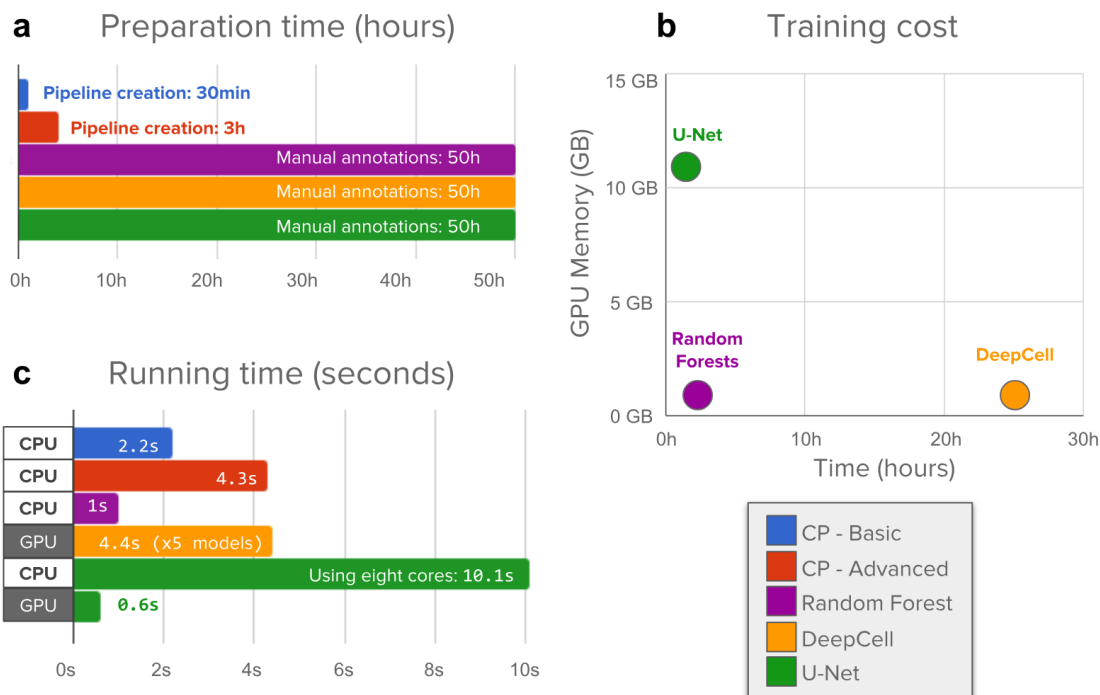 a Preparation time (hours)
Pipeline creation: 30min
Pipeline creation: 3h
Manual annotations: 50h
Manual annotations: 50h
Manual annotations: 50h
0h 10h 20h 30h 40h 50h
b Training cost
15 GB
10 GB
5 GB
0 GB
GPU Memory (GB)
U-Net
Random
Forests
DeepCell
0h 10h 20h 30h
Time (hours)
c Running time (seconds)
CPU 2.2s
CPU 4.3s
CPU 1s
GPU 4.4s (x5 models)
CPU Using eight cores: 10.1s
GPU 0.6s
0s 2s 4s 6s 8s 10s
CP - Basic
CP - Advanced
Random Forest
DeepCell
U-Net